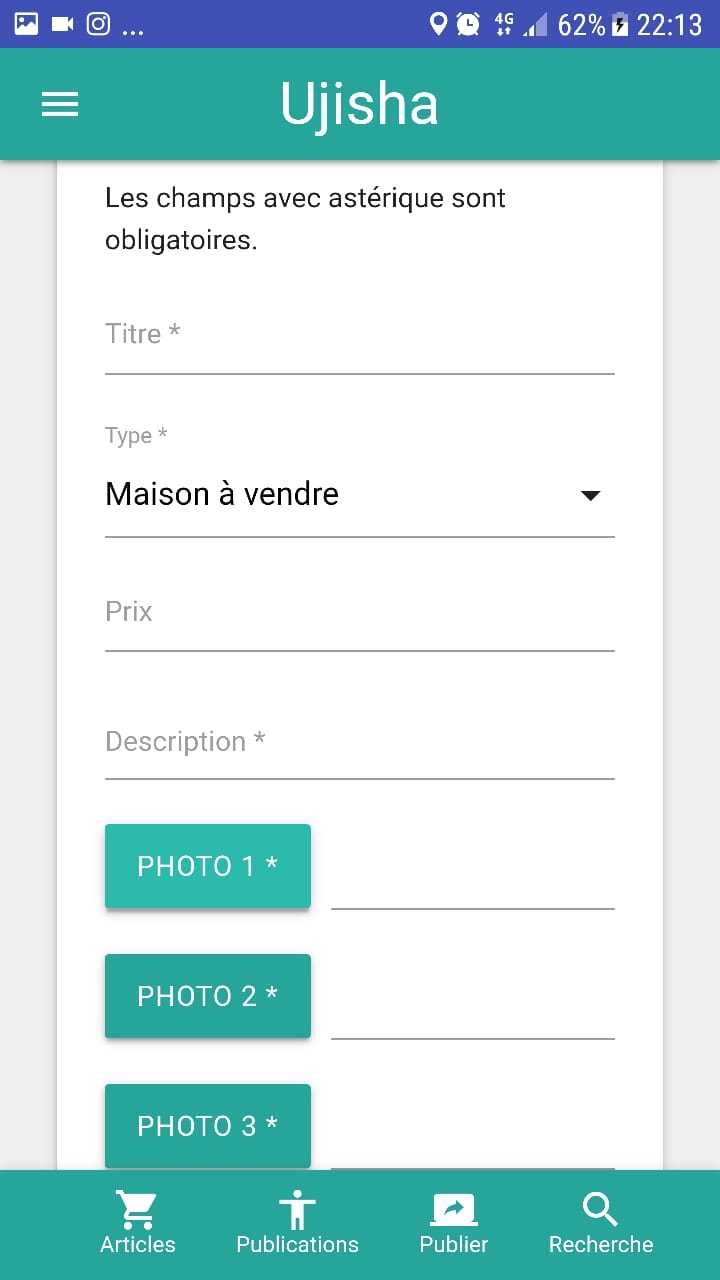 ... 4G 62% 22:13
Ujisha
Les champs avec astérique sont
obligatoires.
Titre *
Type *
Maison à vendre
Prix
Description *
PHOTO 1 *
PHOTO 2 *
PHOTO 3 *
Articles Publications Publier Recherche